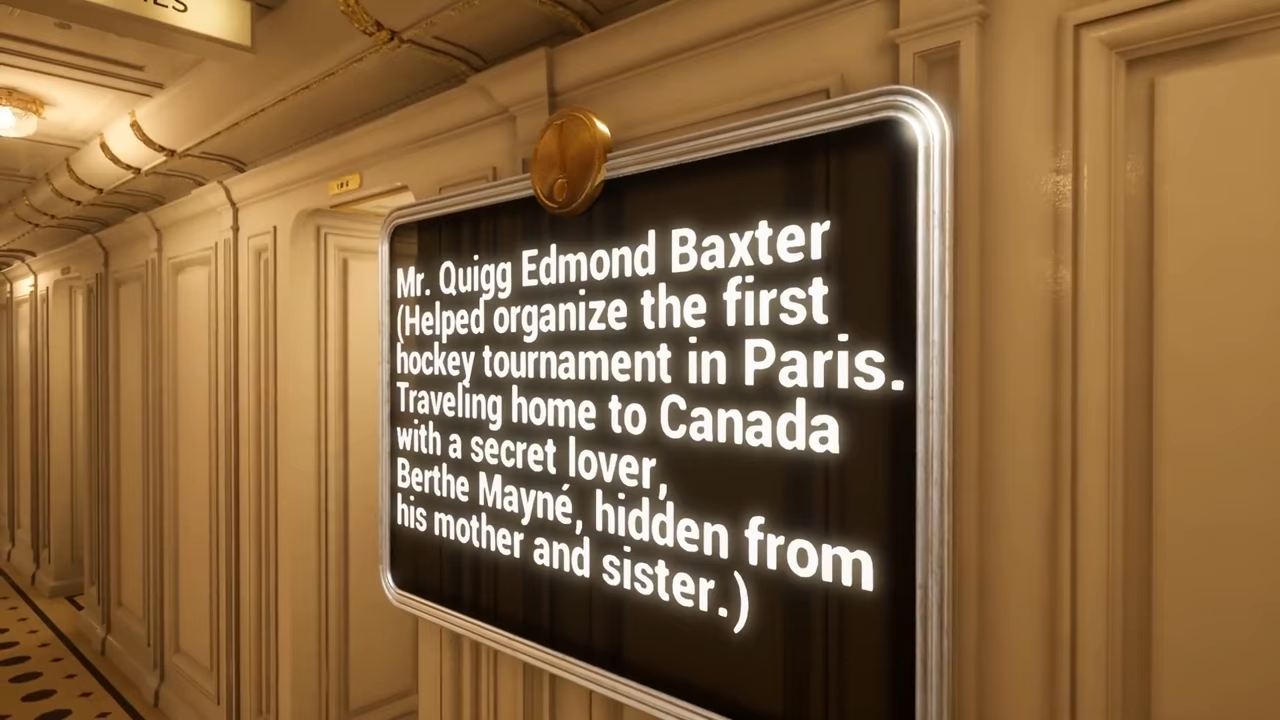 Mr. Quigg Edmond Baxter
(Helped organize the first
hockey tournament in Paris.
Traveling home to Canada
with a secret lover,
Berthe Mayné, hidden from
his mother and sister.)